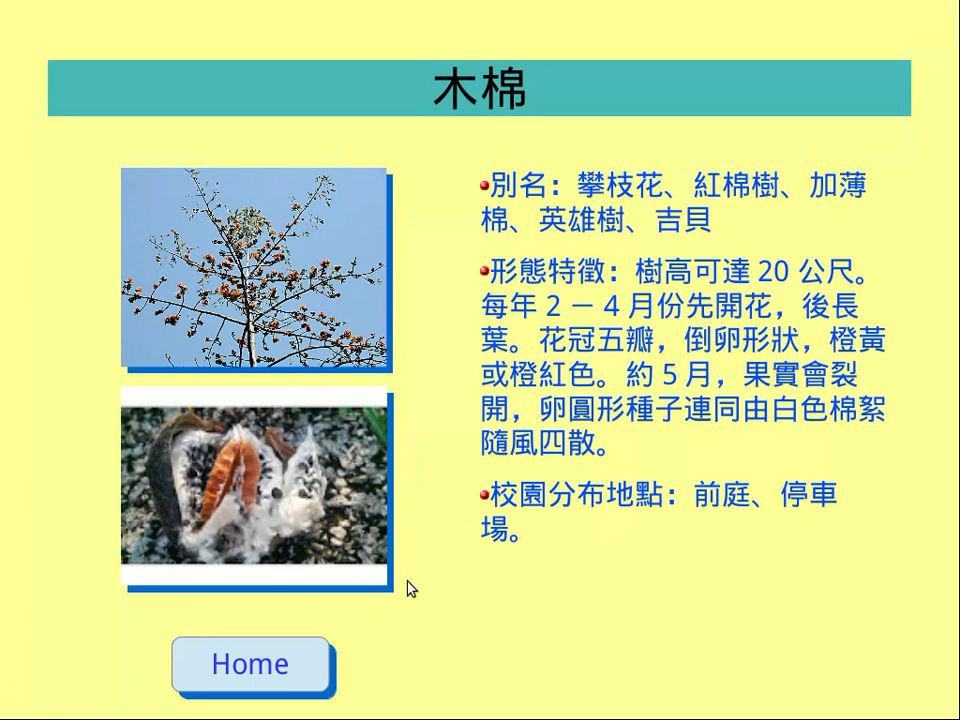 木棉
別名：攀枝花、紅棉樹、加薄
棉、英雄樹、吉貝
形態特徵：樹高可達 20 公尺。
每年 2 － 4 月份先開花，後長
葉。花冠五瓣，倒卵形狀，橙黃
或橙紅色。約 5 月，果實會裂
開，卵圓形種子連同由白色棉絮
隨風四散。
校園分布地點：前庭、停車
場。
Home